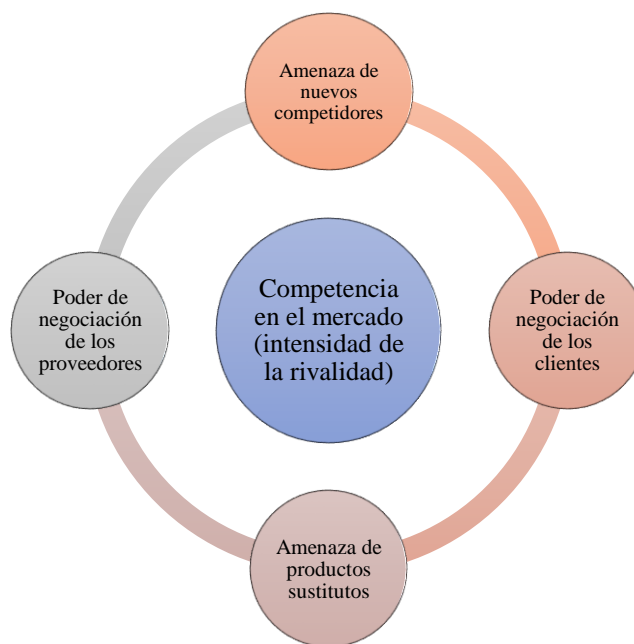 Amenaza de
nuevos
competidores
Poder de
negociación
de los
proveedores
Competencia
en el mercado
(intensidad de
la rivalidad)
Poder de
negociación
de los
clientes
Amenaza de
productos
sustitutos